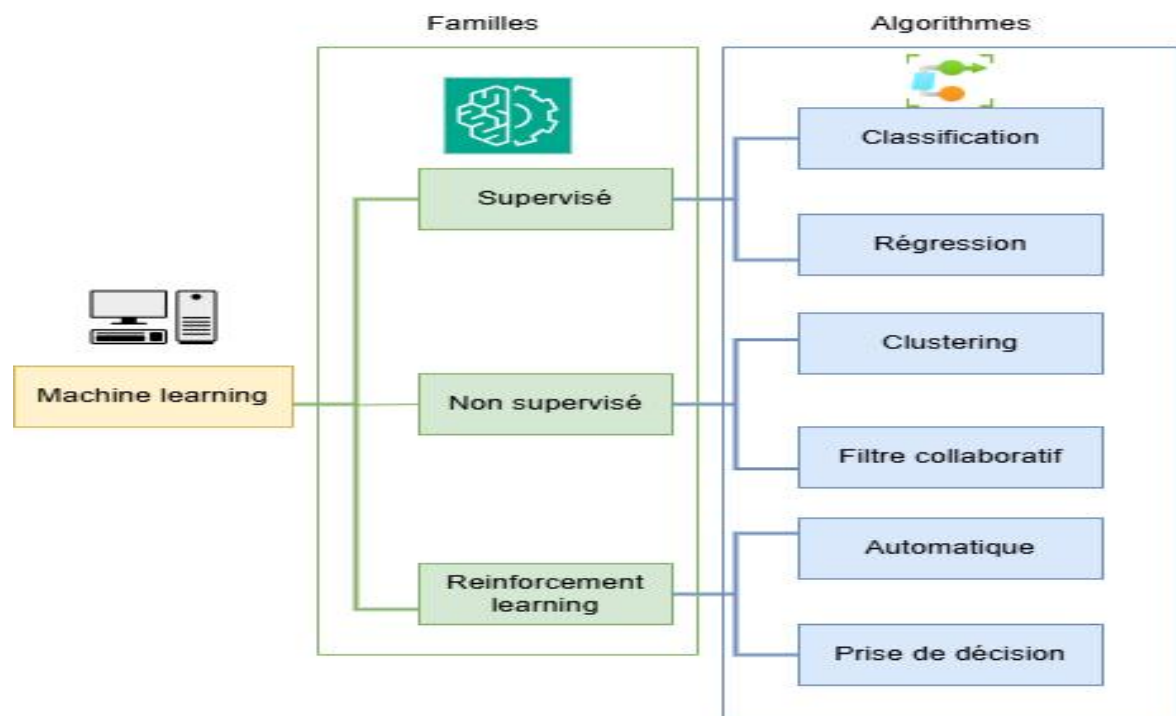 Familles
Algorithmes
Classification
Supervisé
Régression
Clustering
Machine learning
Non supervisé
Filtre collaboratif
Automatique
Reinforcement
learning
Prise de décision